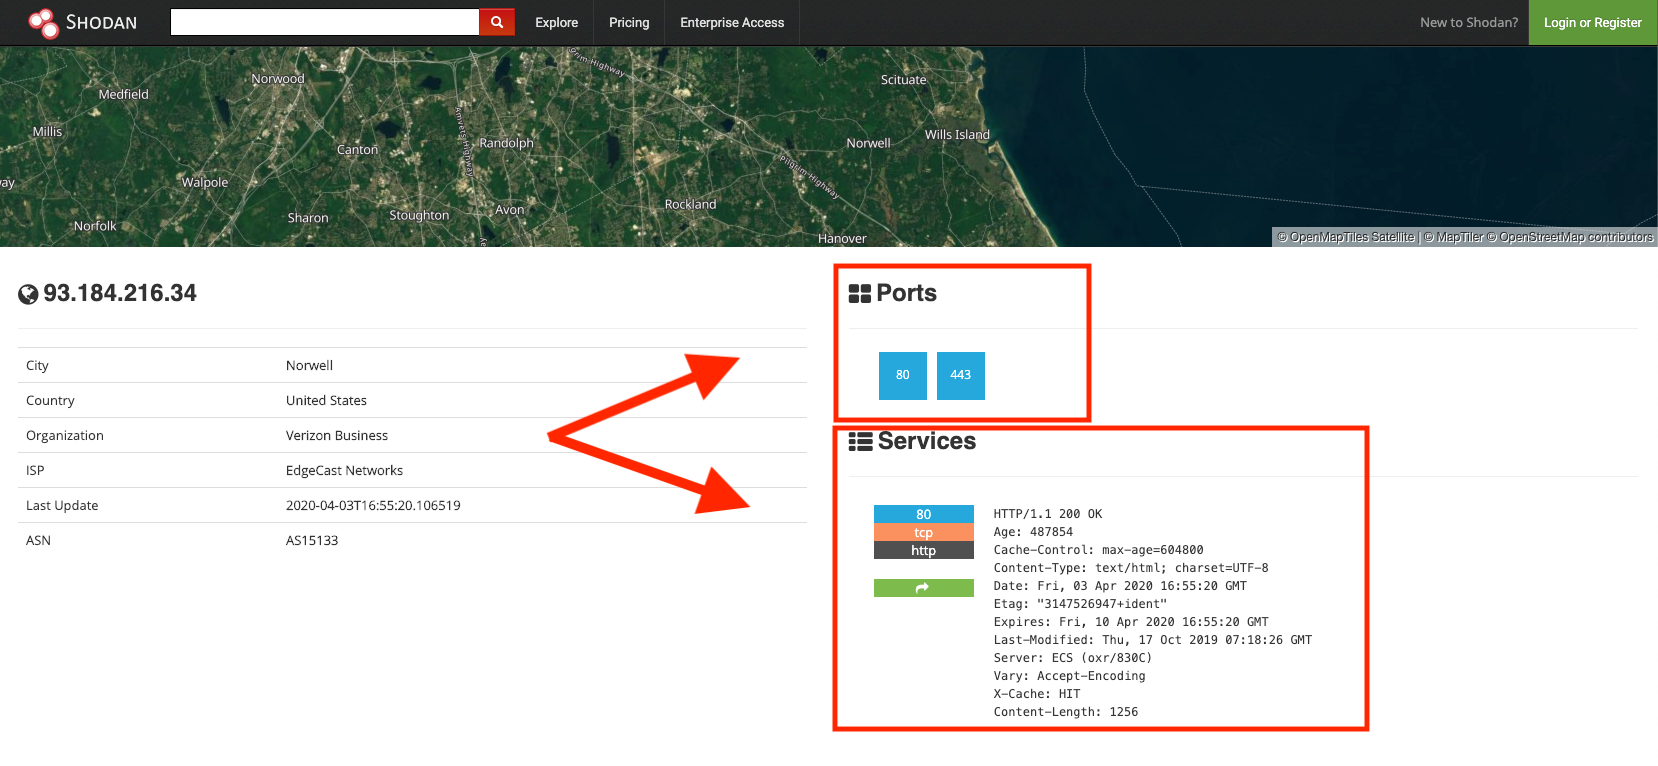 SHODAN
Explore
Pricing
Enterprise Access
New to Shodan?
Login or Register
Norwood
Medfield
Millis
Canton
Walpole
Sharon
Norfolk
Stoughton
Randolph
Avon
Amvets Highway
Pilgrim Highway
Rockland
Norwell
Hanover
Scituate
Wills Island
© OpenMapTiles Satellite | © MapTiler © OpenStreetMap contributors
93.184.216.34
City Norwell
Country United States
Organization Verizon Business
ISP EdgeCast Networks
Last Update 2020-04-03T16:55:20.106519
ASN AS15133
Ports
80 443
Services
80
tcp
http
HTTP/1.1 200 OK
Age: 487854
Cache-Control: max-age=604800
Content-Type: text/html; charset=UTF-8
Date: Fri, 03 Apr 2020 16:55:20 GMT
Etag: "3147526947+ident"
Expires: Fri, 10 Apr 2020 16:55:20 GMT
Last-Modified: Thu, 17 Oct 2019 07:18:26 GMT
Server: ECS (oxr/830C)
Vary: Accept-Encoding
X-Cache: HIT
Content-Length: 1256